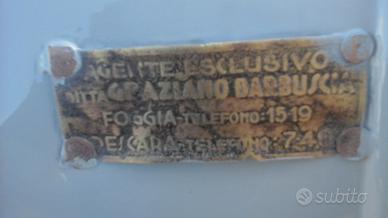 AGENTE ESCLUSIVO
DITTA GRAZIANO BARBUSCIA
FOGGIA-TELEFONO:1519
PESCARA-TELEFONO:
subito